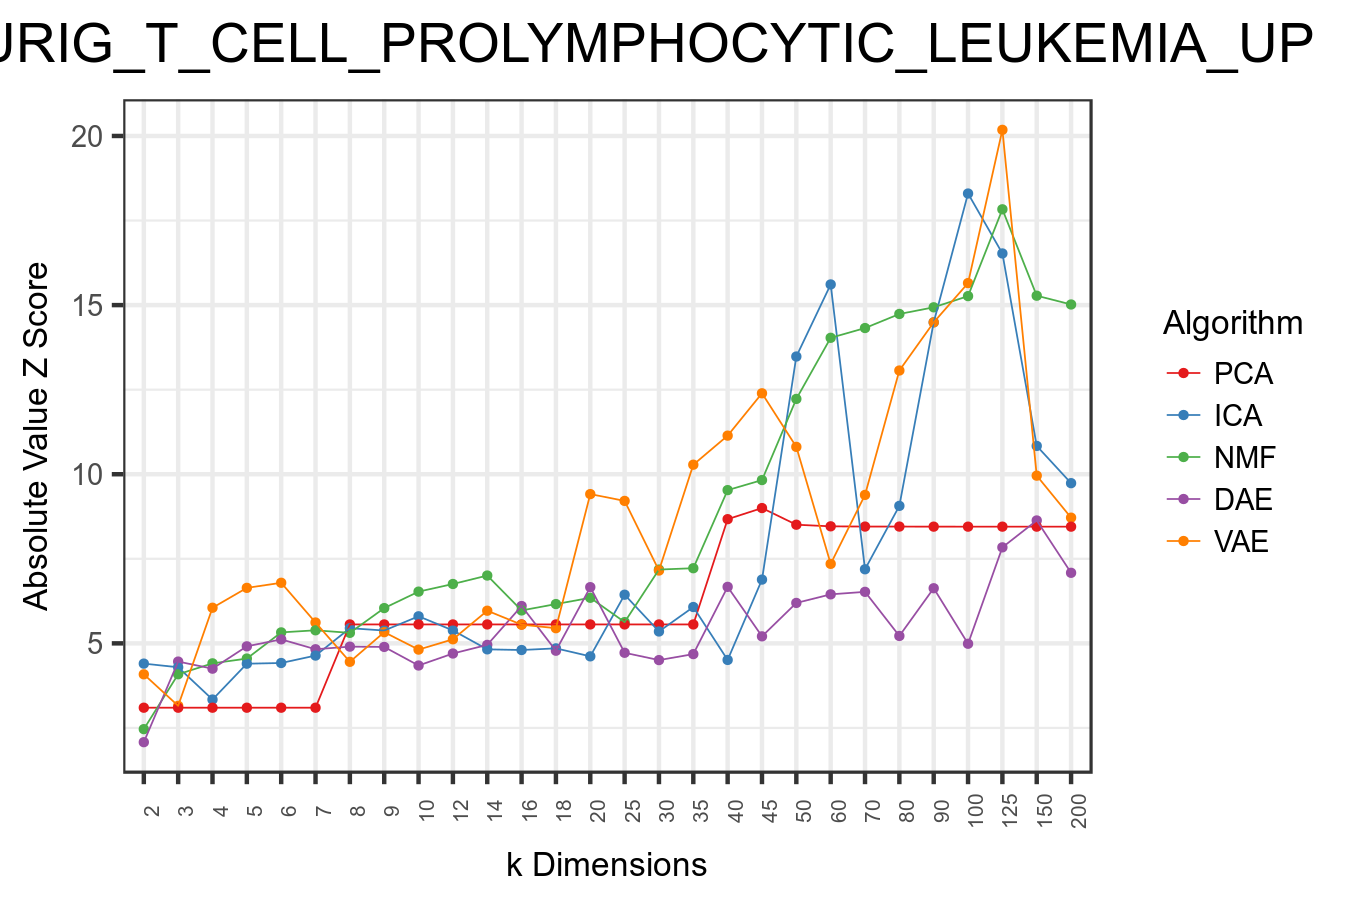 URIG_T_CELL_PROLYMPHOCYTIC_LEUKEMIA_UP
20
15
10
5
Absolute Value Z Score
2 3 4 5 6 7 8 9 10 12 14 16 18 20 25 30 35 40 45 50 60 70 80 90 100 125 150 200
k Dimensions
Algorithm
PCA
ICA
NMF
DAE
VAE